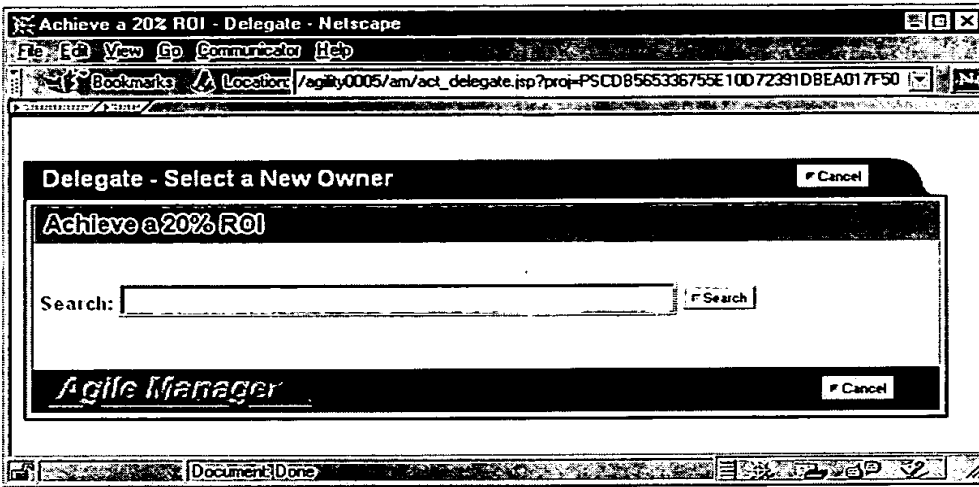 Achieve a 20% ROI - Delegate - Netscape
File Edit View Go Communicator Help
Bookmarks Location: /agility0005/am/act_delegate.jsp?proj=PSCDB565336755E10D72391DBEA017F50
Delegate - Select a New Owner Cancel
Achieve a 20% ROI
Search: Search
Agile Manager Cancel
Document: Done